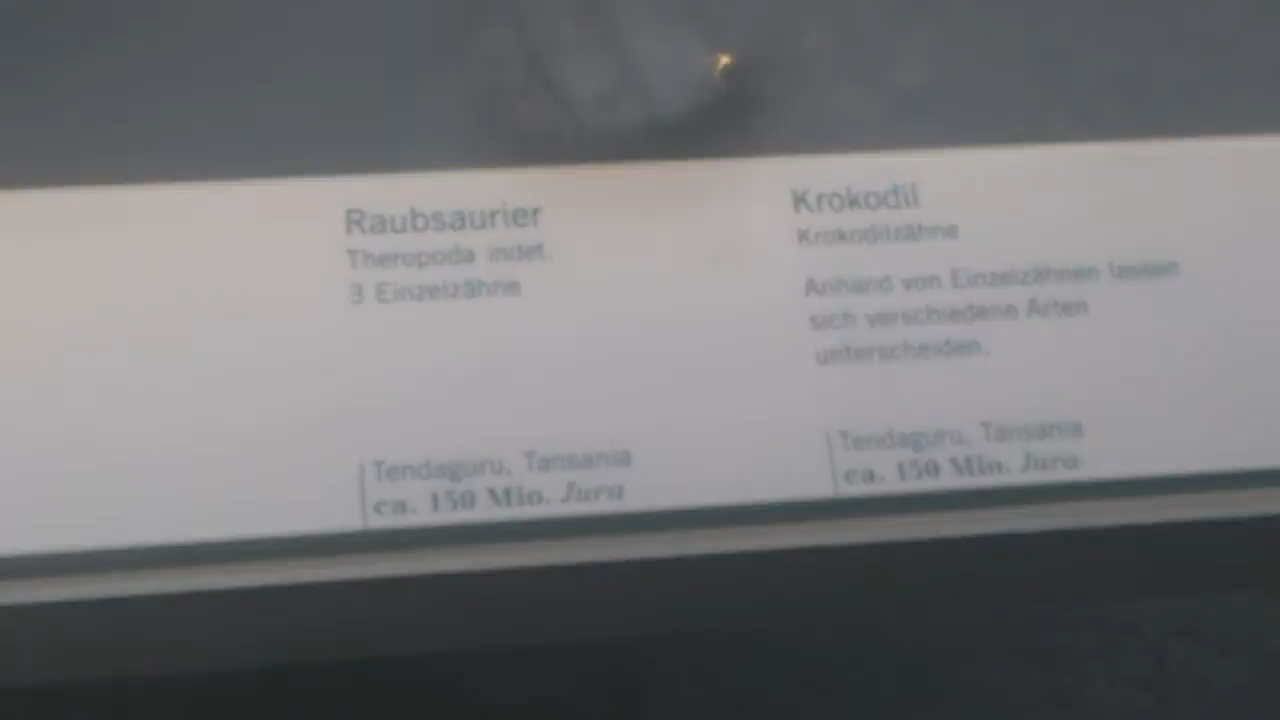 Raubsaurier
Theropoda indet.
3 Einzelzähne
Tendaguru, Tansania
ca. 150 Mio. Jura
Krokodil
Krokodilzähne
Anhand von Einzelzähnen lassen
sich verschiedene Arten
unterscheiden.
Tendaguru, Tansania
ca. 150 Mio. Jura